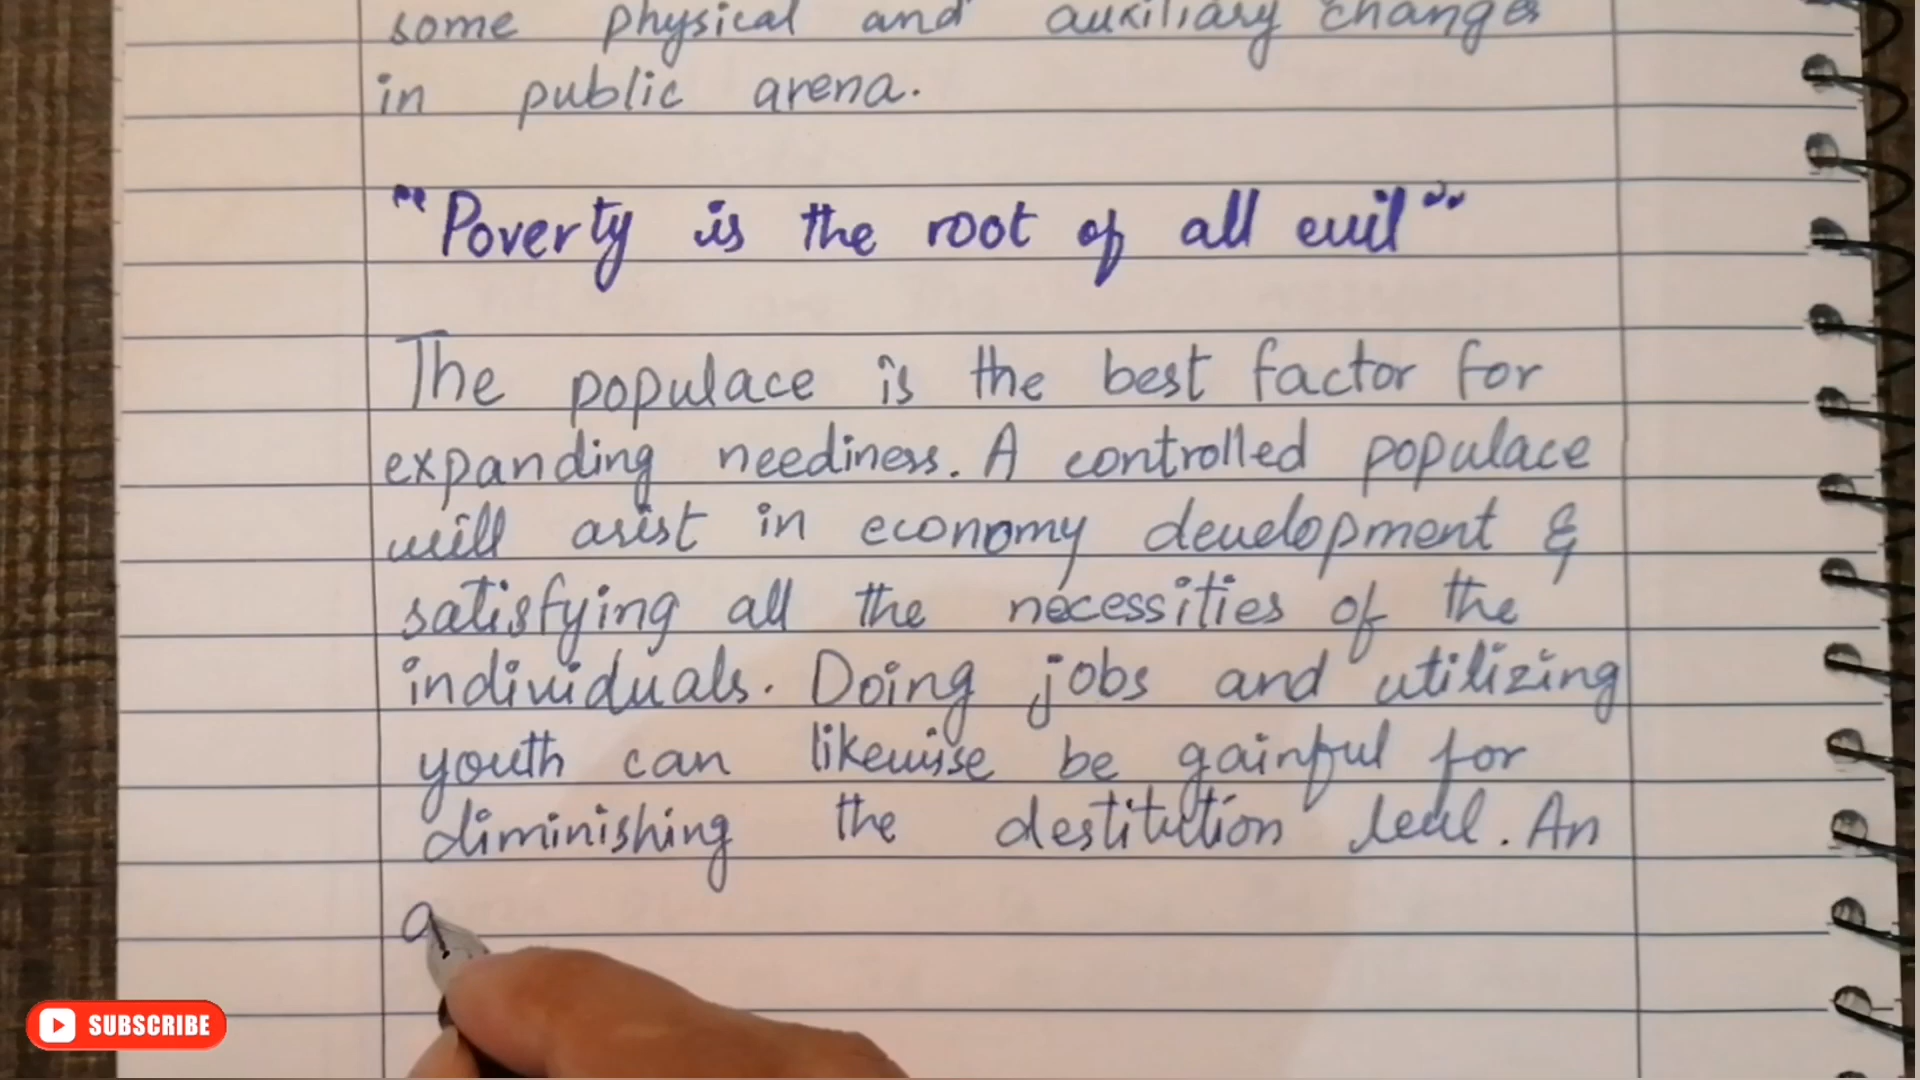 some physical and auxiliary changes
in public arena.
"Poverty is the root of all evil"
The populace is the best factor for
expanding neediness. A controlled populace
will asist in economy development &
satisfying all the necessities of the
individuals. Doing jobs and utilizing
youth can likewise be gainful for
diminishing the destitution level. An
a
SUBSCRIBE